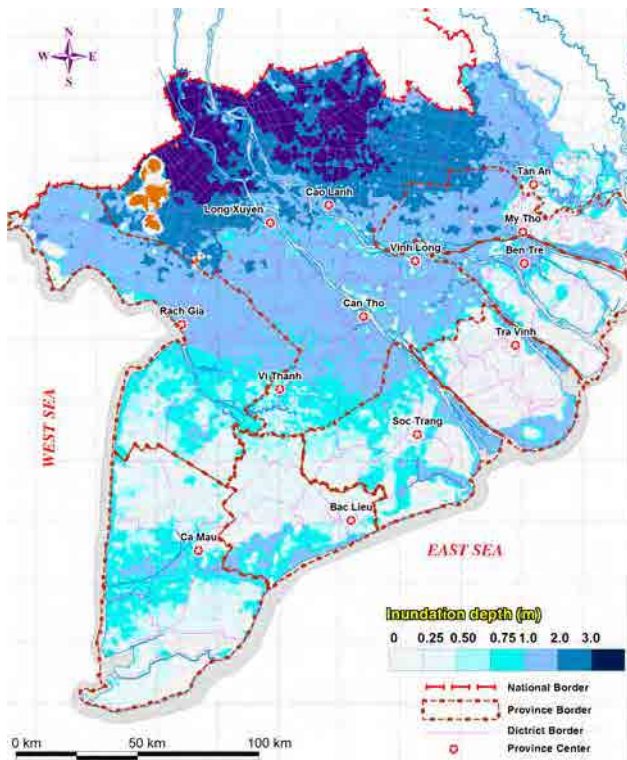 N
W E
S
Tan An
Cao Lanh
Long Xuyen
My Tho
Vinh Long
Ben Tre
Rach Gia
Can Tho
Tra Vinh
Vi Thanh
WEST SEA
Soc Trang
Bac Lieu
Ca Mau
EAST SEA
Inundation depth (m)
0 0.25 0.50 0.75 1.0 2.0 3.0
National Border
Province Border
District Border
Province Center
0 km 50 km 100 km